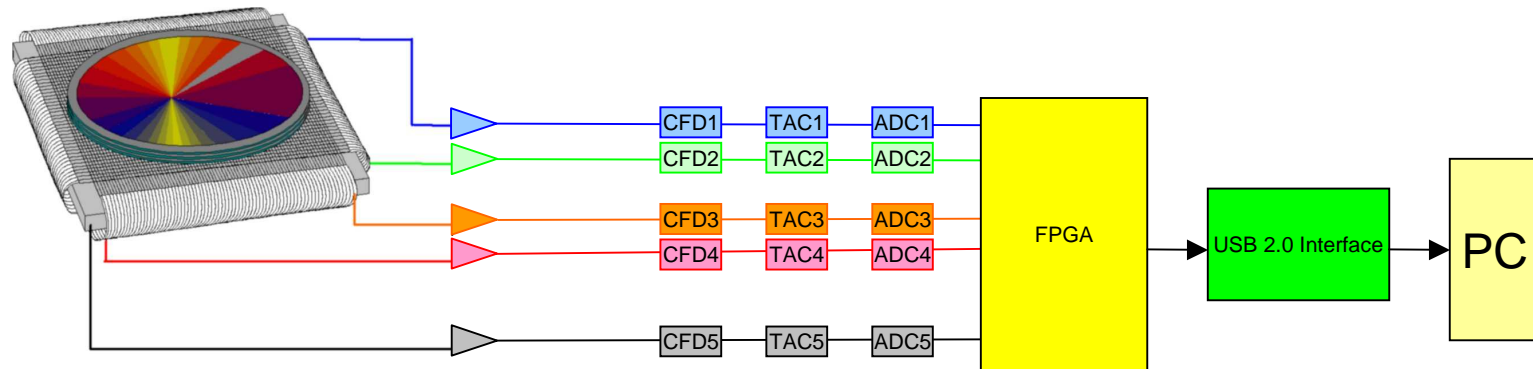 CFD1 TAC1 ADC1
CFD2 TAC2 ADC2
CFD3 TAC3 ADC3
CFD4 TAC4 ADC4
CFD5 TAC5 ADC5
FPGA
USB 2.0 Interface
PC